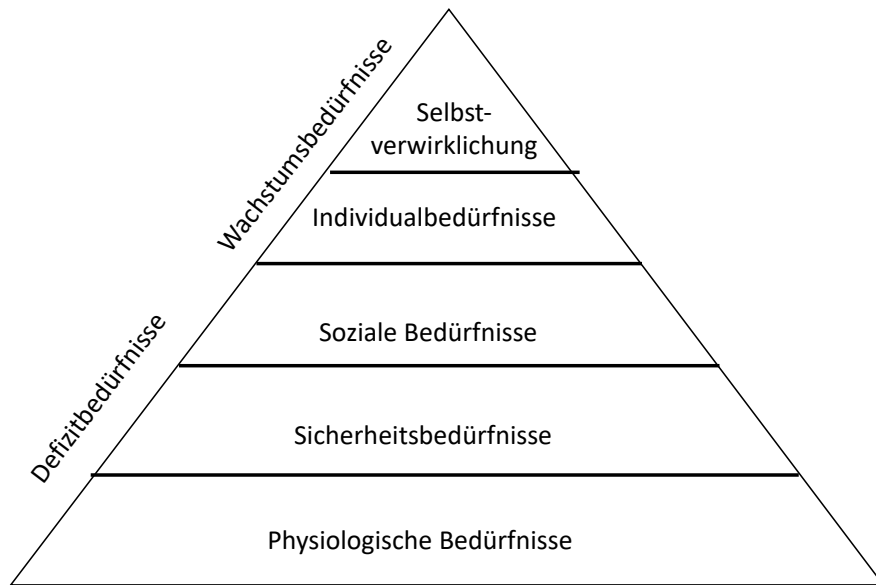 Wachstumsbedürfnisse
Defizitbedürfnisse
Selbst-
verwirklichung
Individualbedürfnisse
Soziale Bedürfnisse
Sicherheitsbedürfnisse
Physiologische Bedürfnisse